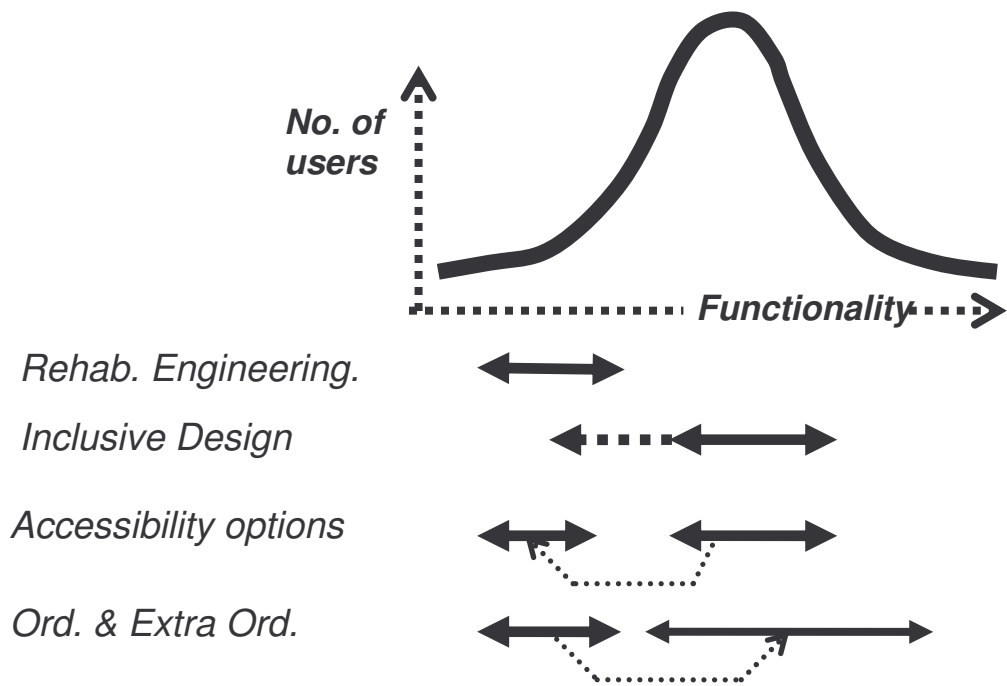 No. of
users
Functionality
Rehab. Engineering.
Inclusive Design
Accessibility options
Ord. & Extra Ord.